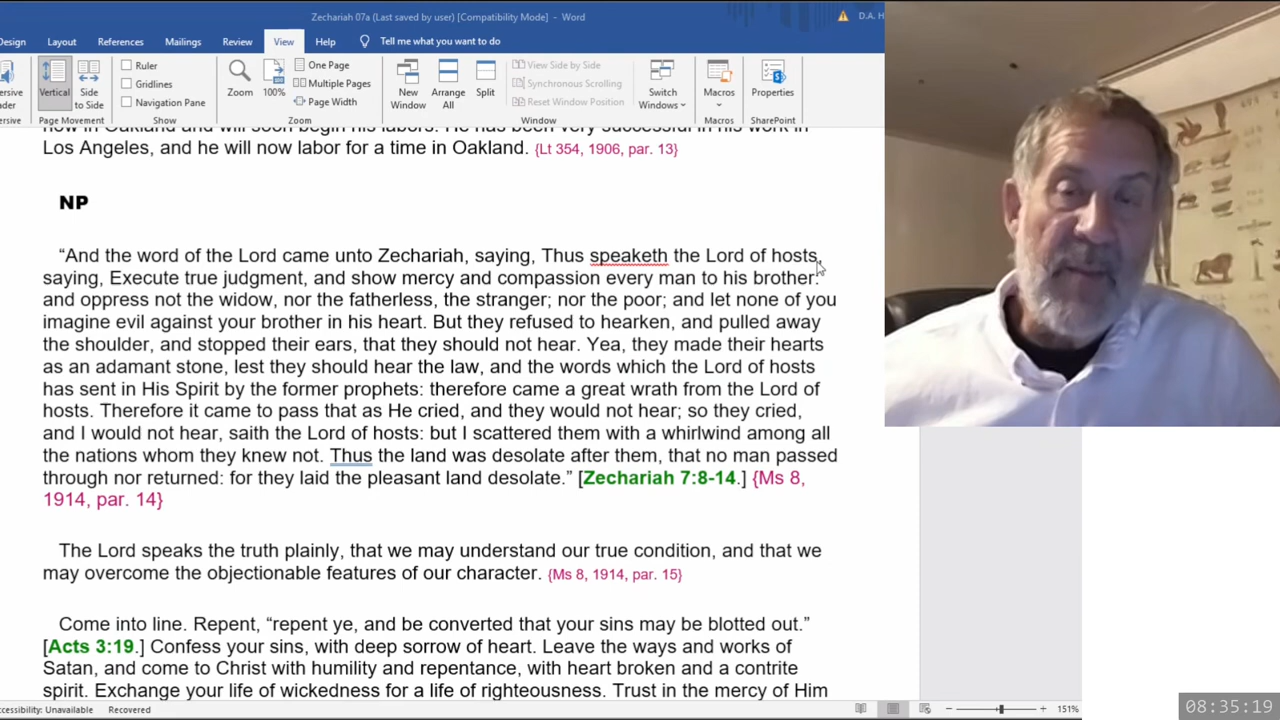 Zechariah 07a (Last saved by user) [Compatibility Mode] - Word
D.A. H
Design Layout References Mailings Review View Help Tell me what you want to do
Vertical
Side to Side
Page Movement
Ruler
Gridlines
Navigation Pane
Show
Zoom
100%
One Page
Multiple Pages
Page Width
Zoom
New Window
Arrange All
Split
View Side by Side
Synchronous Scrolling
Reset Window Position
Window
Switch Windows
Macros
Macros
Properties
SharePoint
now in Oakland and will soon begin his labors. He has been very successful in his work in
Los Angeles, and he will now labor for a time in Oakland. {Lt 354, 1906, par. 13}
NP
“And the word of the Lord came unto Zechariah, saying, Thus speaketh the Lord of hosts,
saying, Execute true judgment, and show mercy and compassion every man to his brother:
and oppress not the widow, nor the fatherless, the stranger; nor the poor; and let none of you
imagine evil against your brother in his heart. But they refused to hearken, and pulled away
the shoulder, and stopped their ears, that they should not hear. Yea, they made their hearts
as an adamant stone, lest they should hear the law, and the words which the Lord of hosts
has sent in His Spirit by the former prophets: therefore came a great wrath from the Lord of
hosts. Therefore it came to pass that as He cried, and they would not hear; so they cried,
and I would not hear, saith the Lord of hosts: but I scattered them with a whirlwind among all
the nations whom they knew not. Thus the land was desolate after them, that no man passed
through nor returned: for they laid the pleasant land desolate.” [Zechariah 7:8-14.] {Ms 8,
1914, par. 14}
The Lord speaks the truth plainly, that we may understand our true condition, and that we
may overcome the objectionable features of our character. {Ms 8, 1914, par. 15}
Come into line. Repent, “repent ye, and be converted that your sins may be blotted out.”
[Acts 3:19.] Confess your sins, with deep sorrow of heart. Leave the ways and works of
Satan, and come to Christ with humility and repentance, with heart broken and a contrite
spirit. Exchange your life of wickedness for a life of righteousness. Trust in the mercy of Him
ccessibility: Unavailable Recovered
151%
08:35:19